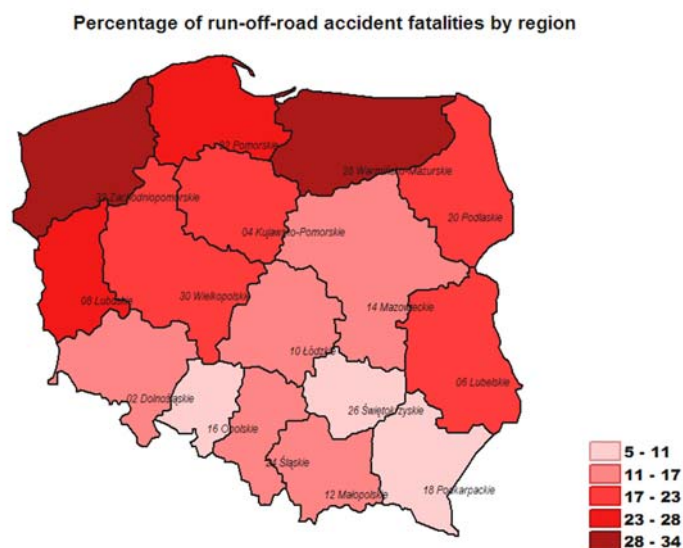 Percentage of run-off-road accident fatalities by region
22 Pomorskie
28 Warmińsko-Mazurskie
32 Zachodniopomorskie
20 Podlaskie
04 Kujawsko-Pomorskie
08 Lubuskie
30 Wielkopolskie
14 Mazowieckie
10 Łódzkie
06 Lubelskie
02 Dolnośląskie
26 Świętokrzyskie
16 Opolskie
24 Śląskie
12 Małopolskie
18 Podkarpackie
5 - 11
11 - 17
17 - 23
23 - 28
28 - 34